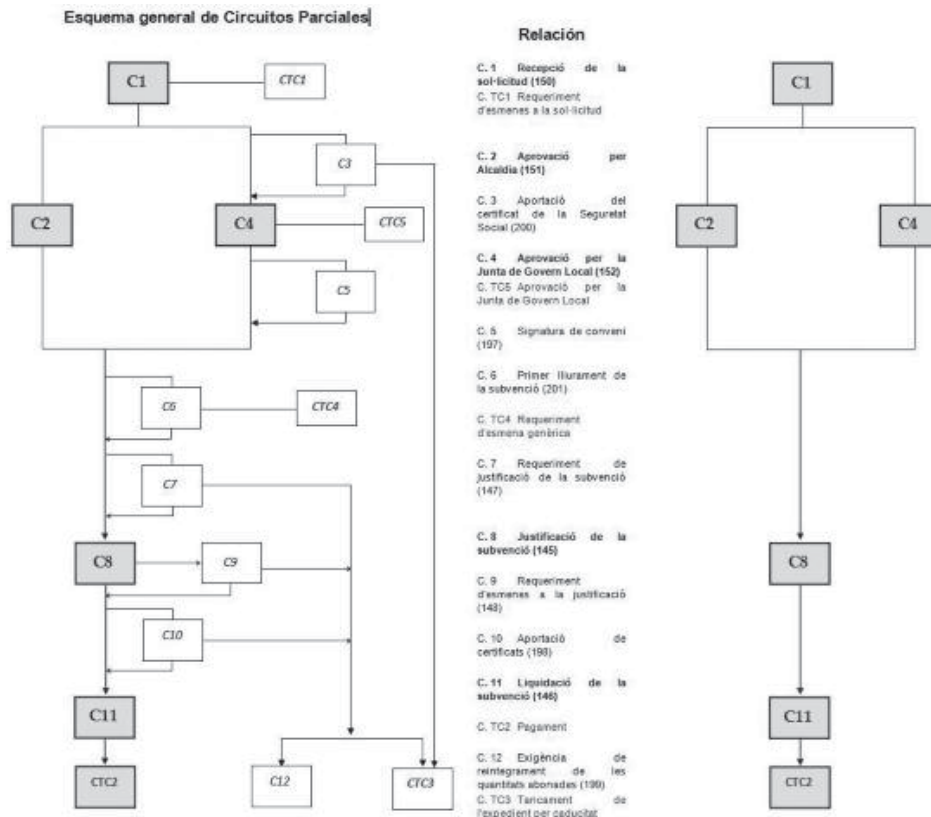 Esquema general de Circuitos Parciales
C1
CTC1
C3
C2
C4
CTC5
C5
C6
CTC4
C7
C8
C9
C10
C11
CTC2
C12
CTC3
Relación
C. 1 Recepció de la
sol·licitud (150)
C. TC1 Requeriment
d'esmenes a la sol·licitud
C. 2 Aprovació per
Alcaldia (151)
C. 3 Aportació del
certificat de la Seguretat
Social (200)
C. 4 Aprovació per la
Junta de Govern Local (152)
C. TC5 Aprovació per la
Junta de Govern Local
C. 5 Signatura de conveni
(197)
C. 6 Primer lliurament de
la subvenció (201)
C. TC4 Requeriment
d'esmena genèrica
C. 7 Requeriment de
justificació de la subvenció
(147)
C. 8 Justificació de la
subvenció (145)
C. 9 Requeriment
d'esmenes a la justificació
(148)
C. 10 Aportació de
certificats (198)
C. 11 Liquidació de la
subvenció (146)
C. TC2 Pagament
C. 12 Exigència de
reintegrament de les
quantitats abonades (199)
C. TC3 Tancament de
l'expedient per caducitat
C1
C2
C4
C8
C11
CTC2